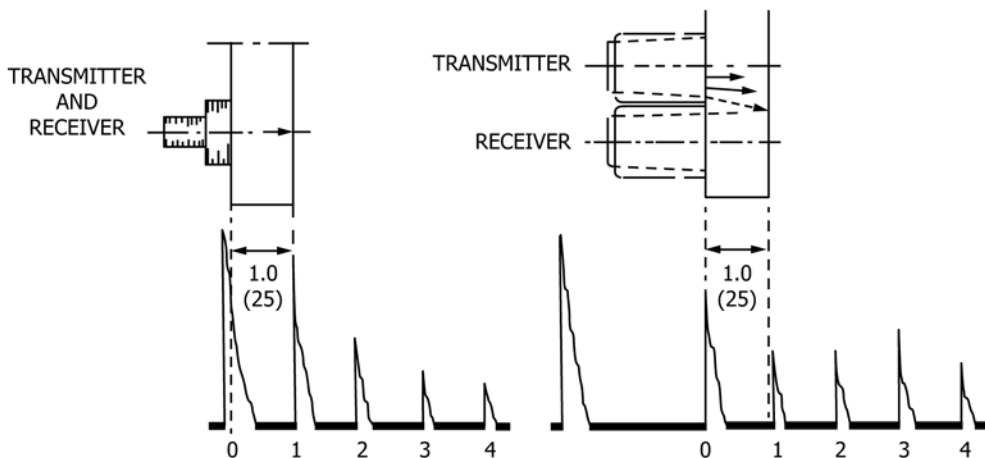 TRANSMITTER
AND
RECEIVER
1.0
(25)
0 1 2 3 4
TRANSMITTER
RECEIVER
1.0
(25)
0 1 2 3 4